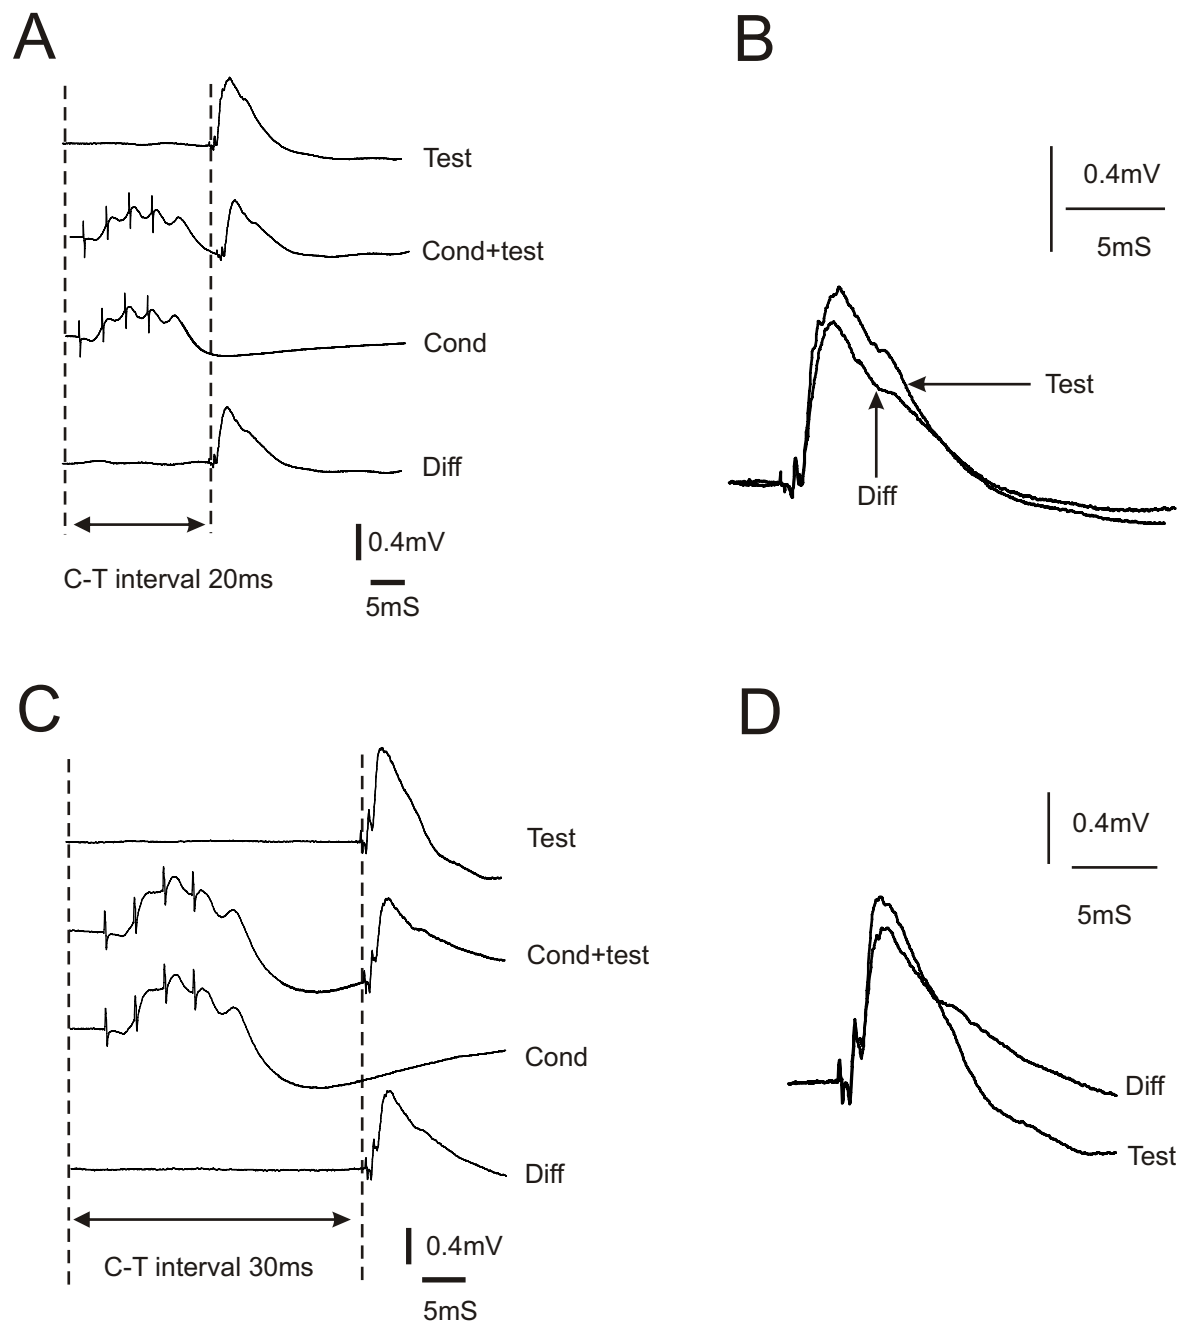 A
Test
Cond+test
Cond
Diff
0.4mV
5mS
C-T interval 20ms
B
0.4mV
5mS
Test
Diff
C
Test
Cond+test
Cond
Diff
0.4mV
5mS
C-T interval 30ms
D
0.4mV
5mS
Diff
Test